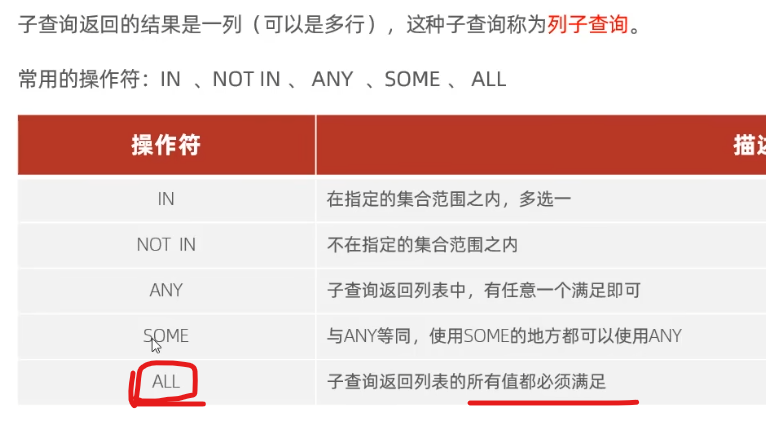 子查询返回的结果是一列（可以是多行），这种子查询称为列子查询。
常用的操作符：IN 、NOT IN 、 ANY 、SOME 、 ALL
操作符 描
IN 在指定的集合范围之内，多选一
NOT IN 不在指定的集合范围之内
ANY 子查询返回列表中，有任意一个满足即可
SOME 与ANY等同，使用SOME的地方都可以使用ANY
ALL 子查询返回列表的所有值都必须满足